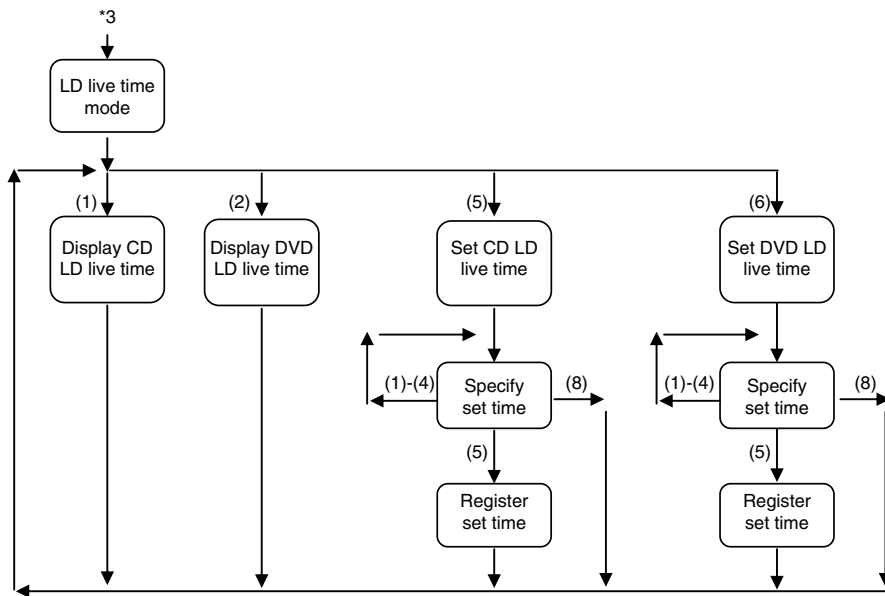 *3
LD live time
mode
(1)
(2)
(5)
(6)
Display CD
LD live time
Display DVD
LD live time
Set CD LD
live time
Set DVD LD
live time
(1)-(4)
Specify
set time
(8)
(1)-(4)
Specify
set time
(8)
(5)
(5)
Register
set time
Register
set time